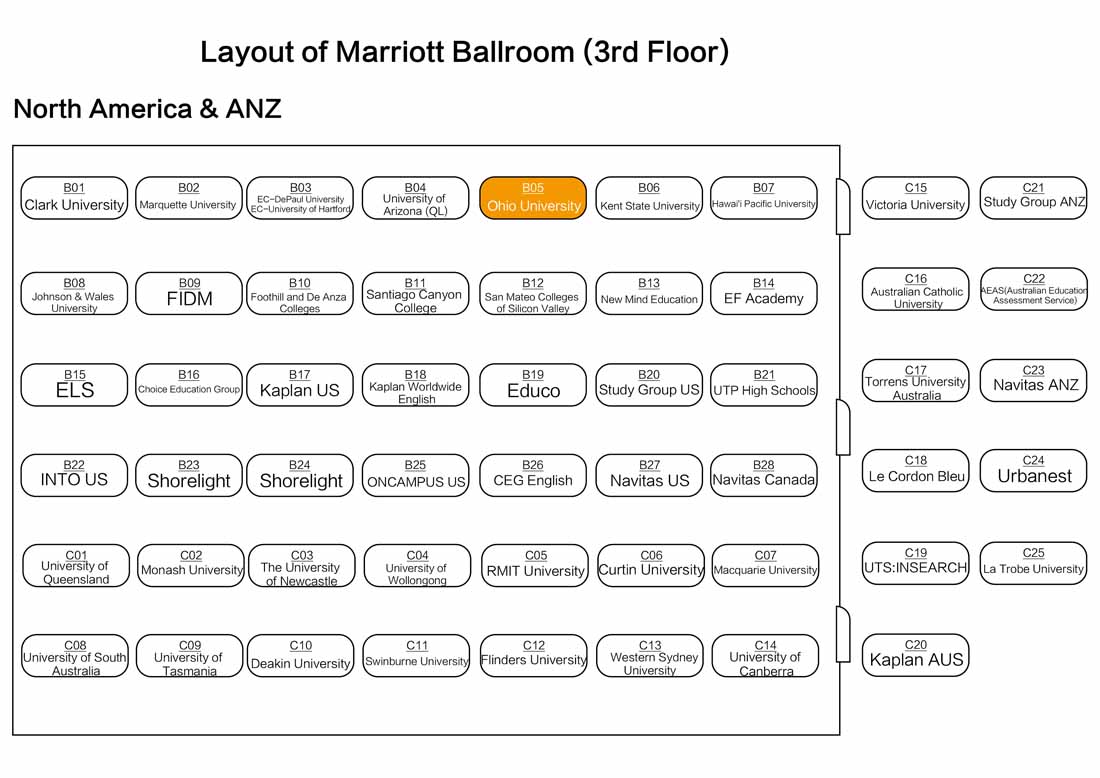 Layout of Marriott Ballroom (3rd Floor)
North America & ANZ
B01
Clark University
B02
Marquette University
B03
EC-DePaul University
EC-University of Hartford
B04
University of
Arizona (QL)
B05
Ohio University
B06
Kent State University
B07
Hawai'i Pacific University
C15
Victoria University
C21
Study Group ANZ
B08
Johnson & Wales
University
B09
FIDM
B10
Foothill and De Anza
Colleges
B11
Santiago Canyon
College
B12
San Mateo Colleges
of Silicon Valley
B13
New Mind Education
B14
EF Academy
C16
Australian Catholic
University
C22
AEAS(Australian Education
Assessment Service)
B15
ELS
B16
Choice Education Group
B17
Kaplan US
B18
Kaplan Worldwide
English
B19
Educo
B20
Study Group US
B21
UTP High Schools
C17
Torrens University
Australia
C23
Navitas ANZ
B22
INTO US
B23
Shorelight
B24
Shorelight
B25
ONCAMPUS US
B26
CEG English
B27
Navitas US
B28
Navitas Canada
C18
Le Cordon Bleu
C24
Urbanest
C01
University of
Queensland
C02
Monash University
C03
The University
of Newcastle
C04
University of
Wollongong
C05
RMIT University
C06
Curtin University
C07
Macquarie University
C19
UTS:INSEARCH
C25
La Trobe University
C08
University of South
Australia
C09
University of
Tasmania
C10
Deakin University
C11
Swinburne University
C12
Flinders University
C13
Western Sydney
University
C14
University of
Canberra
C20
Kaplan AUS